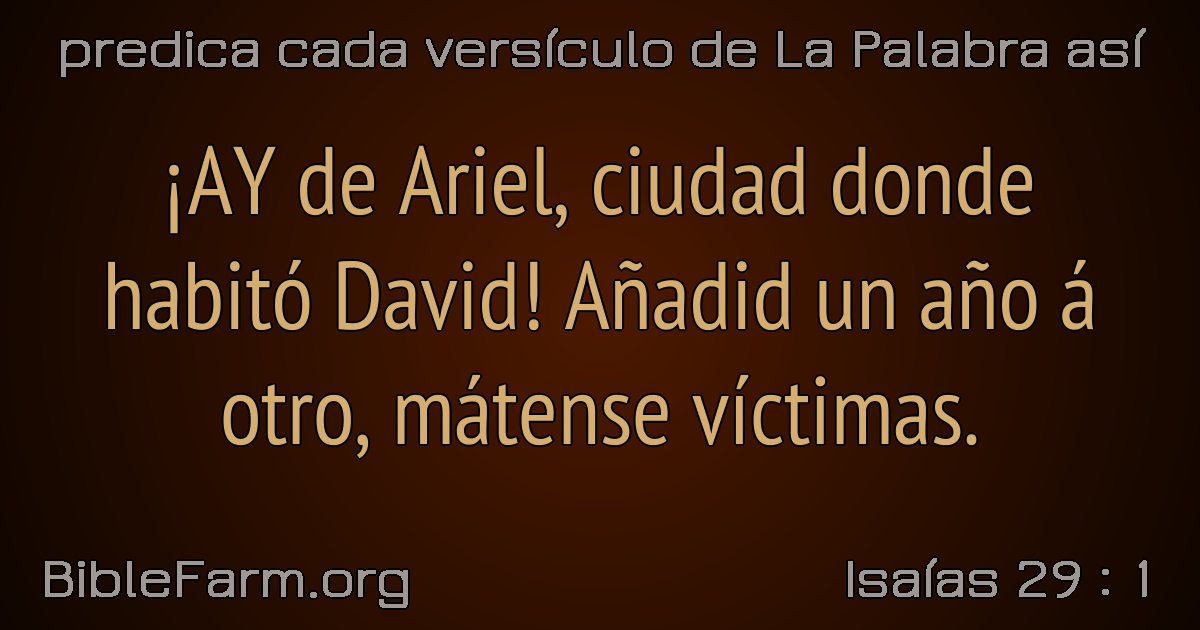 predica cada versículo de La Palabra así
¡AY de Ariel, ciudad donde
habitó David! Añadid un año á
otro, mátense víctimas.
BibleFarm.org
Isaías 29 : 1